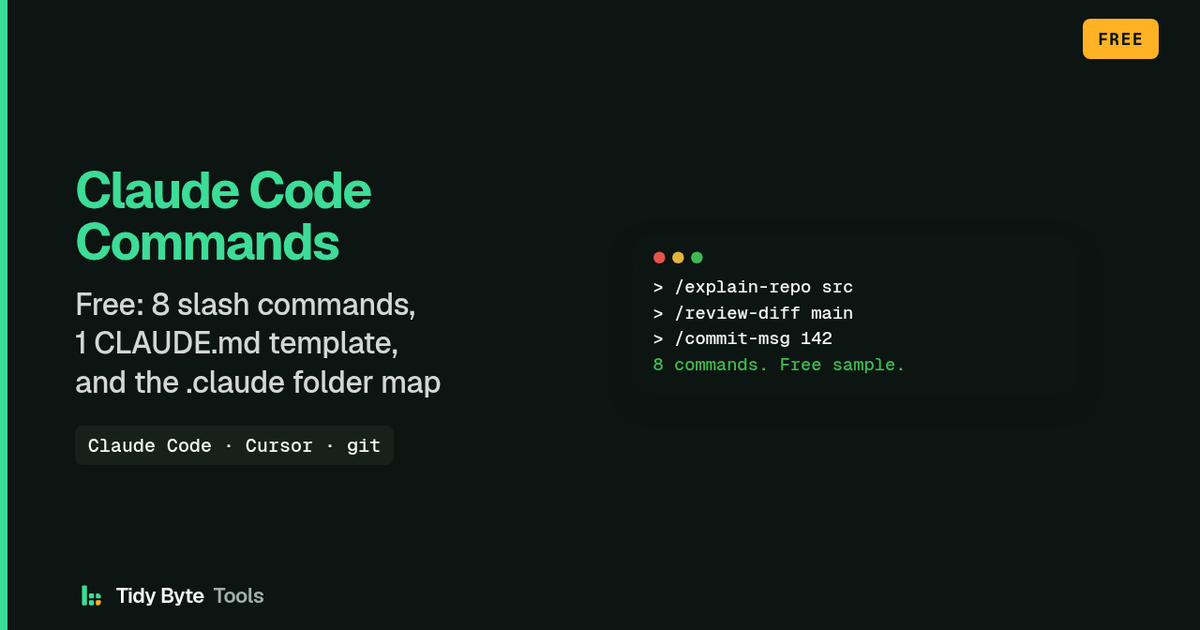 FREE
Claude Code
Commands
Free: 8 slash commands,
1 CLAUDE.md template,
and the .claude folder map
Claude Code · Cursor · git
> /explain-repo src
> /review-diff main
> /commit-msg 142
8 commands. Free sample.
Tidy Byte Tools